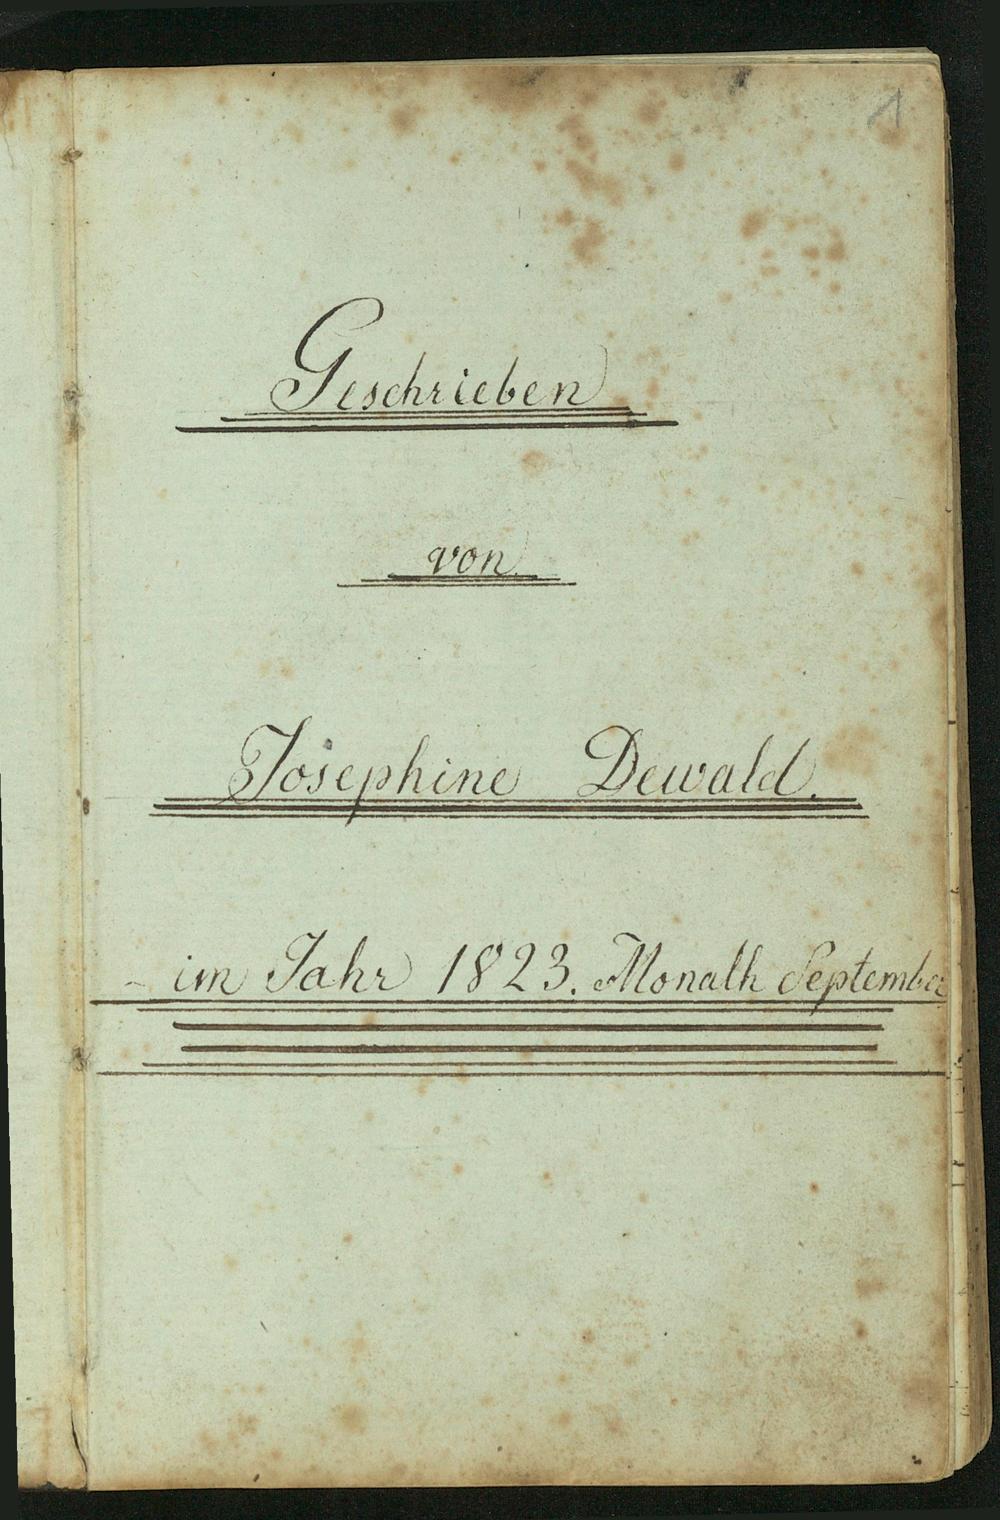 1
Geschrieben
von
Josephine Dewald.
im Jahr 1823. Monath September